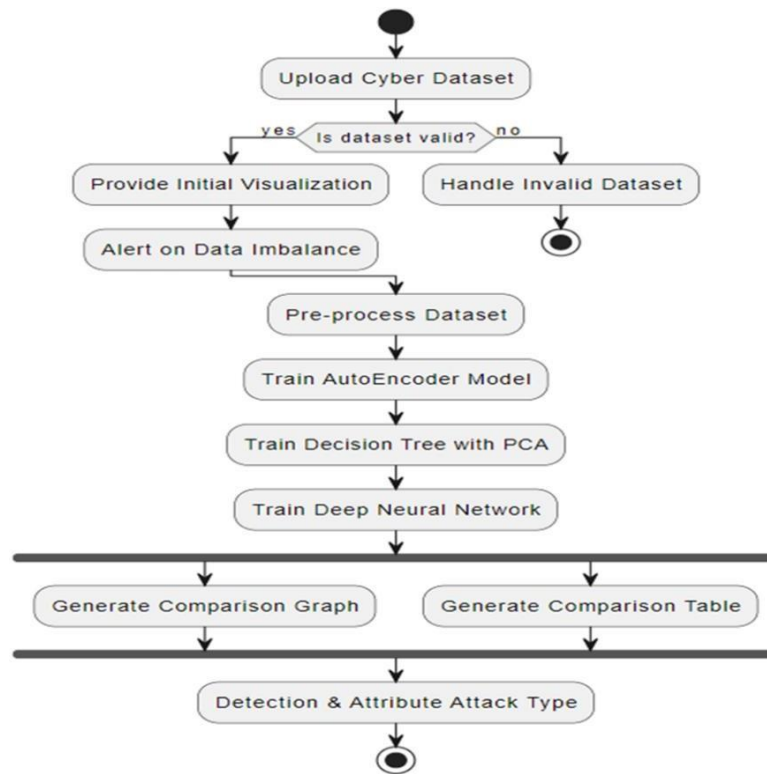 Upload Cyber Dataset
yes
Is dataset valid?
no
Provide Initial Visualization
Handle Invalid Dataset
Alert on Data Imbalance
Pre-process Dataset
Train AutoEncoder Model
Train Decision Tree with PCA
Train Deep Neural Network
Generate Comparison Graph
Generate Comparison Table
Detection & Attribute Attack Type